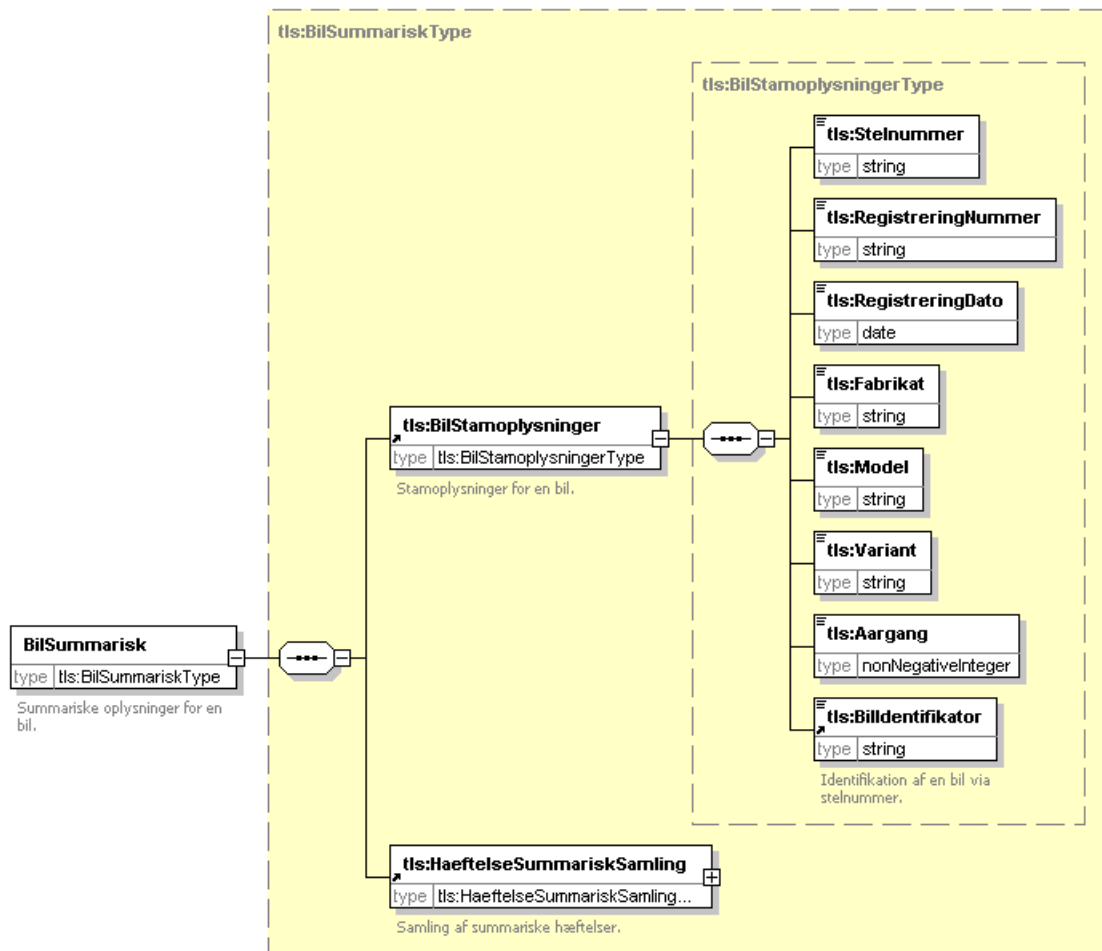 tls:BilSummariskType
tls:BilStamoplysningerType
tls:Stelnummer
type string
tls:RegistreringNummer
type string
tls:RegistreringDato
type date
tls:Fabrikat
type string
tls:BilStamoplysninger
type tls:BilStamoplysningerType
Stamoplysninger for en bil.
tls:Model
type string
tls:Variant
type string
BilSummarisk
type tls:BilSummariskType
Summariske oplysninger for en
bil.
tls:Aargang
type nonNegativeInteger
tls:BilIdentifikator
type string
Identifikation af en bil via
stelnummer.
tls:HaeftelseSummariskSamling
type tls:HaeftelseSummariskSamling...
Samling af summariske hæftelser.